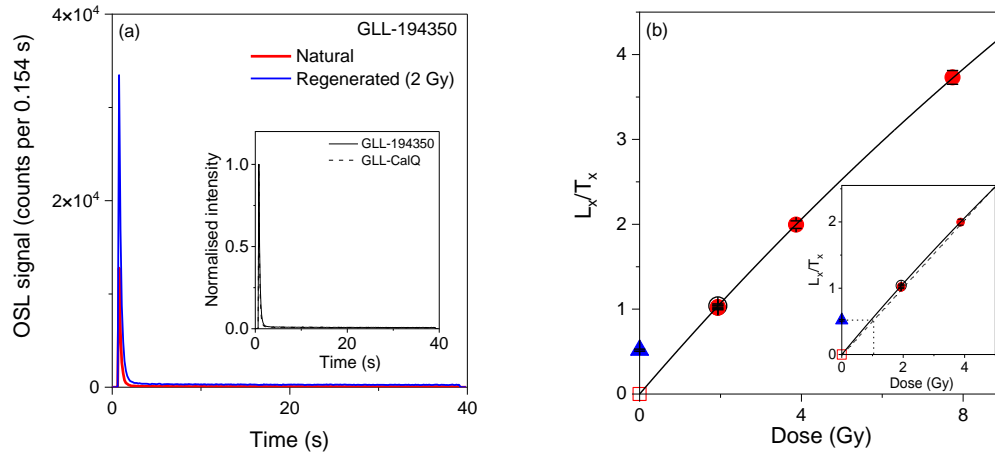 (a)
GLL-194350
Natural
Regenerated (2 Gy)
OSL signal (counts per 0.154 s)
4×10⁴
2×10⁴
0
0
20
40
Time (s)
GLL-194350
GLL-CalQ
Normalised intensity
1.0
0.5
0.0
0
20
40
Time (s)
(b)
Lₓ/Tₓ
4
3
2
1
0
0
4
8
Dose (Gy)
Lₓ/Tₓ
2
1
0
0
2
4
Dose (Gy)